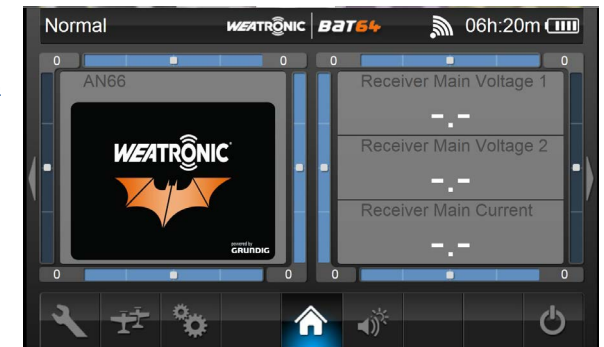 Normal WEATRONIC BAT64 06h:20m
0 0 0 0
AN66
WEATRONIC
powered by
GRUNDIG
Receiver Main Voltage 1
-.-
Receiver Main Voltage 2
-.-
Receiver Main Current
-.-
0 0 0 0